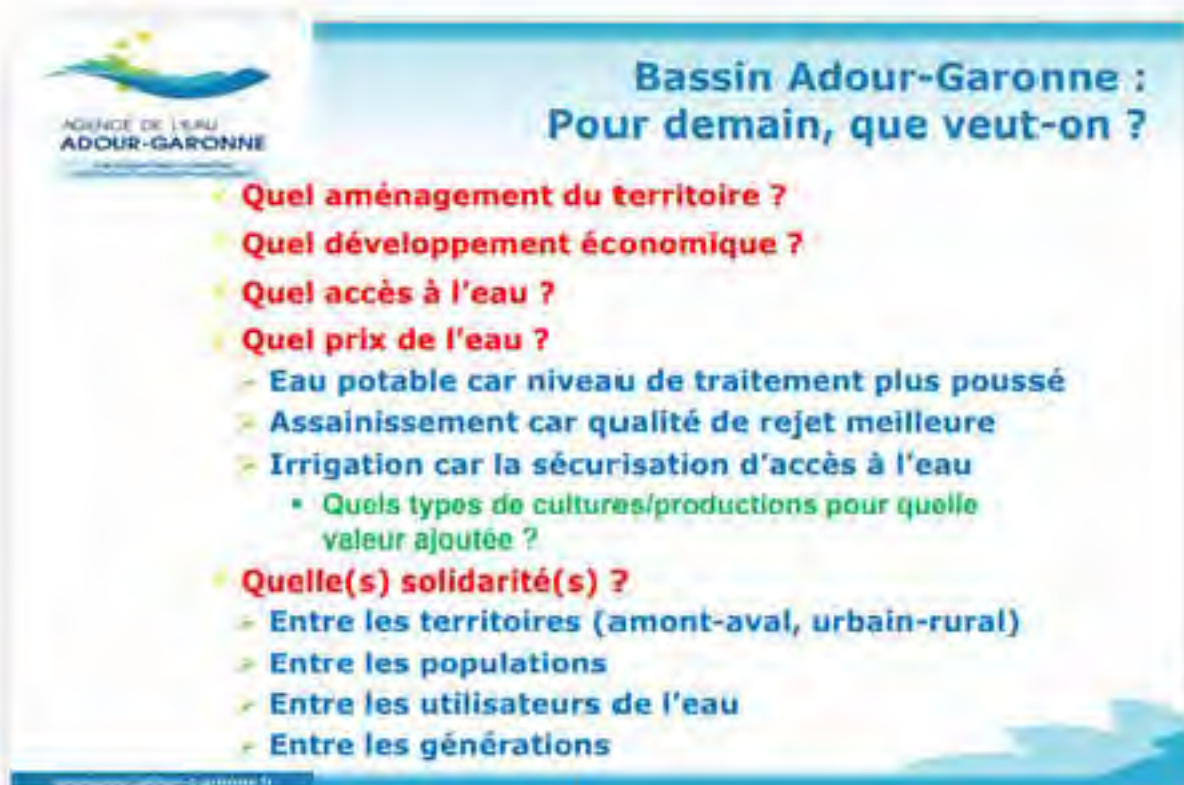 AGENCE DE L'EAU
ADOUR-GARONNE
Bassin Adour-Garonne :
Pour demain, que veut-on ?
Quel aménagement du territoire ?
Quel développement économique ?
Quel accès à l'eau ?
Quel prix de l'eau ?
Eau potable car niveau de traitement plus poussé
Assainissement car qualité de rejet meilleure
Irrigation car la sécurisation d'accès à l'eau
Quels types de cultures/productions pour quelle
valeur ajoutée ?
Quelle(s) solidarité(s) ?
Entre les territoires (amont-aval, urbain-rural)
Entre les populations
Entre les utilisateurs de l'eau
Entre les générations